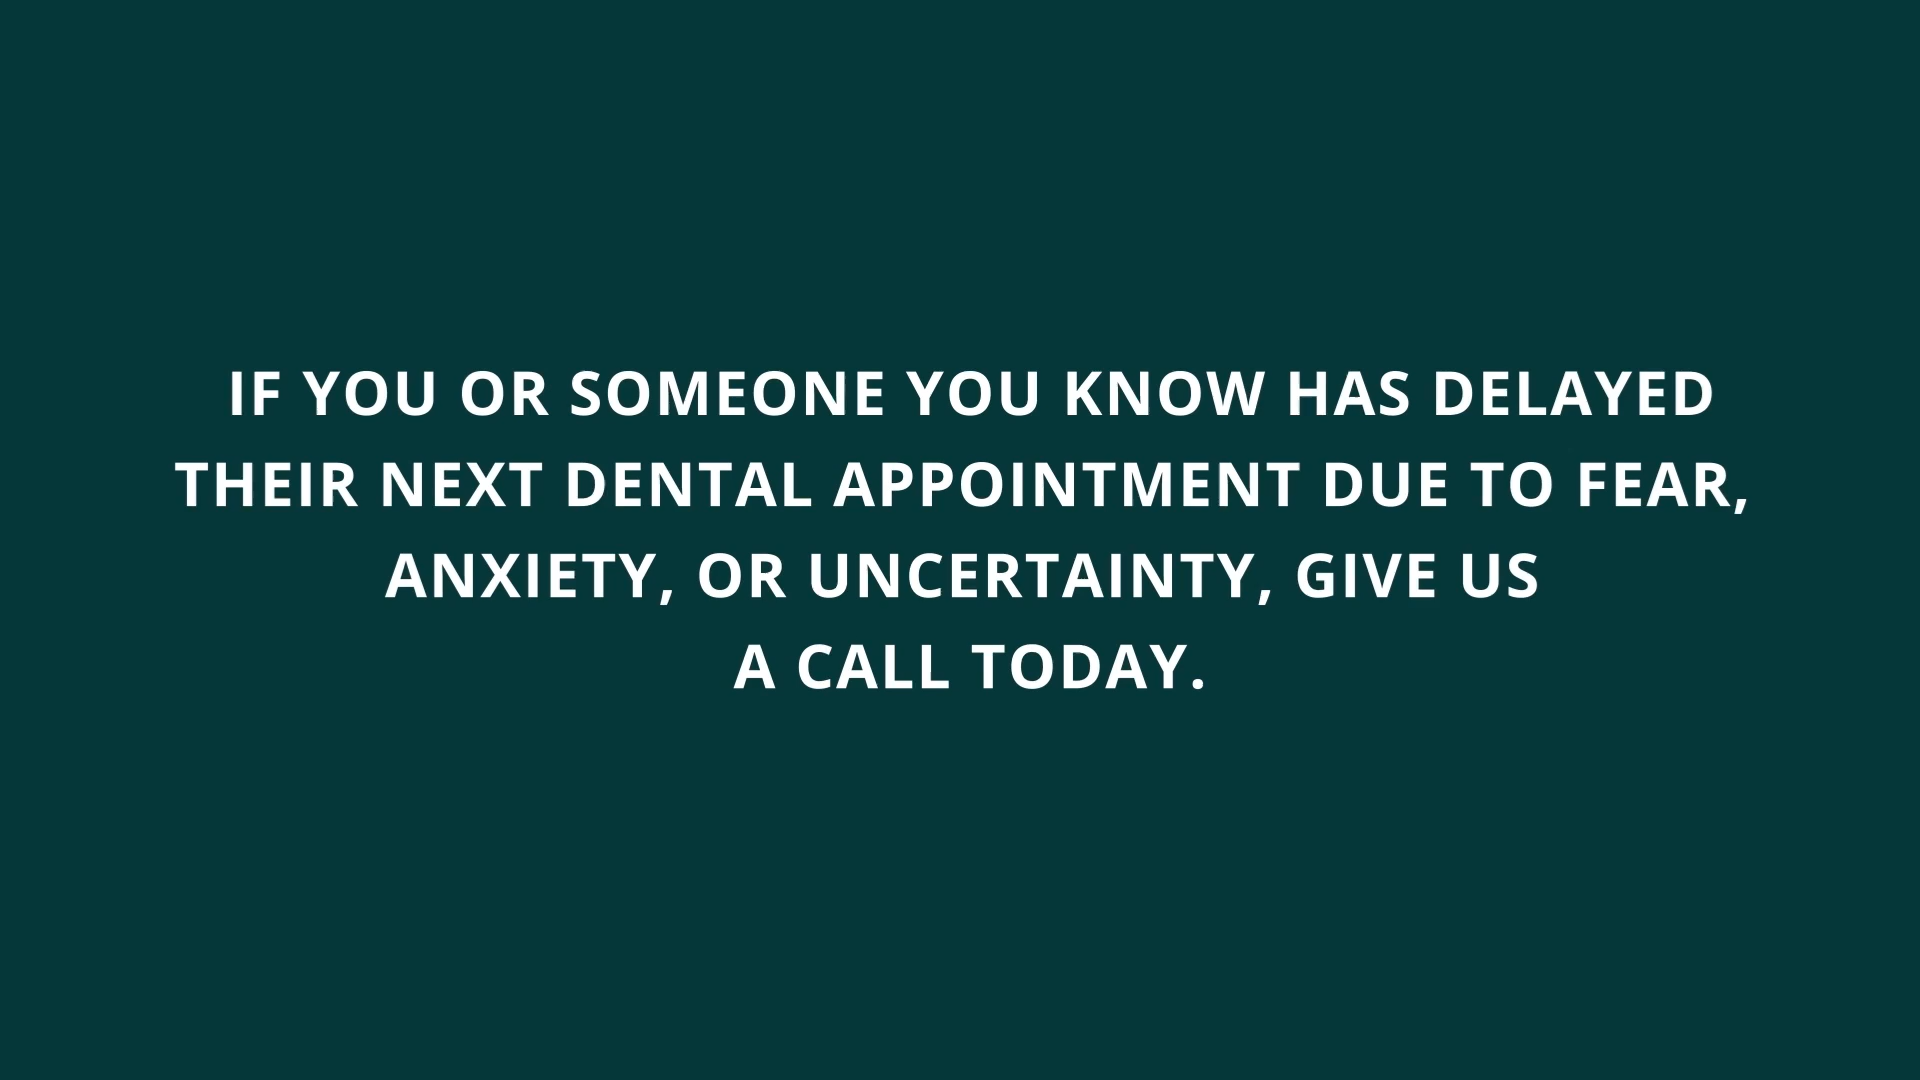 IF YOU OR SOMEONE YOU KNOW HAS DELAYED
THEIR NEXT DENTAL APPOINTMENT DUE TO FEAR,
ANXIETY, OR UNCERTAINTY, GIVE US
A CALL TODAY.